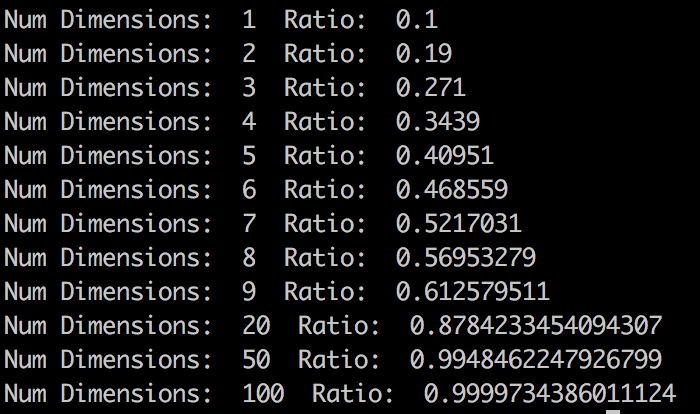 Num Dimensions:  1  Ratio:  0.1
Num Dimensions:  2  Ratio:  0.19
Num Dimensions:  3  Ratio:  0.271
Num Dimensions:  4  Ratio:  0.3439
Num Dimensions:  5  Ratio:  0.40951
Num Dimensions:  6  Ratio:  0.468559
Num Dimensions:  7  Ratio:  0.5217031
Num Dimensions:  8  Ratio:  0.56953279
Num Dimensions:  9  Ratio:  0.612579511
Num Dimensions:  20  Ratio:  0.8784233454094307
Num Dimensions:  50  Ratio:  0.9948462247926799
Num Dimensions:  100  Ratio:  0.9999734386011124